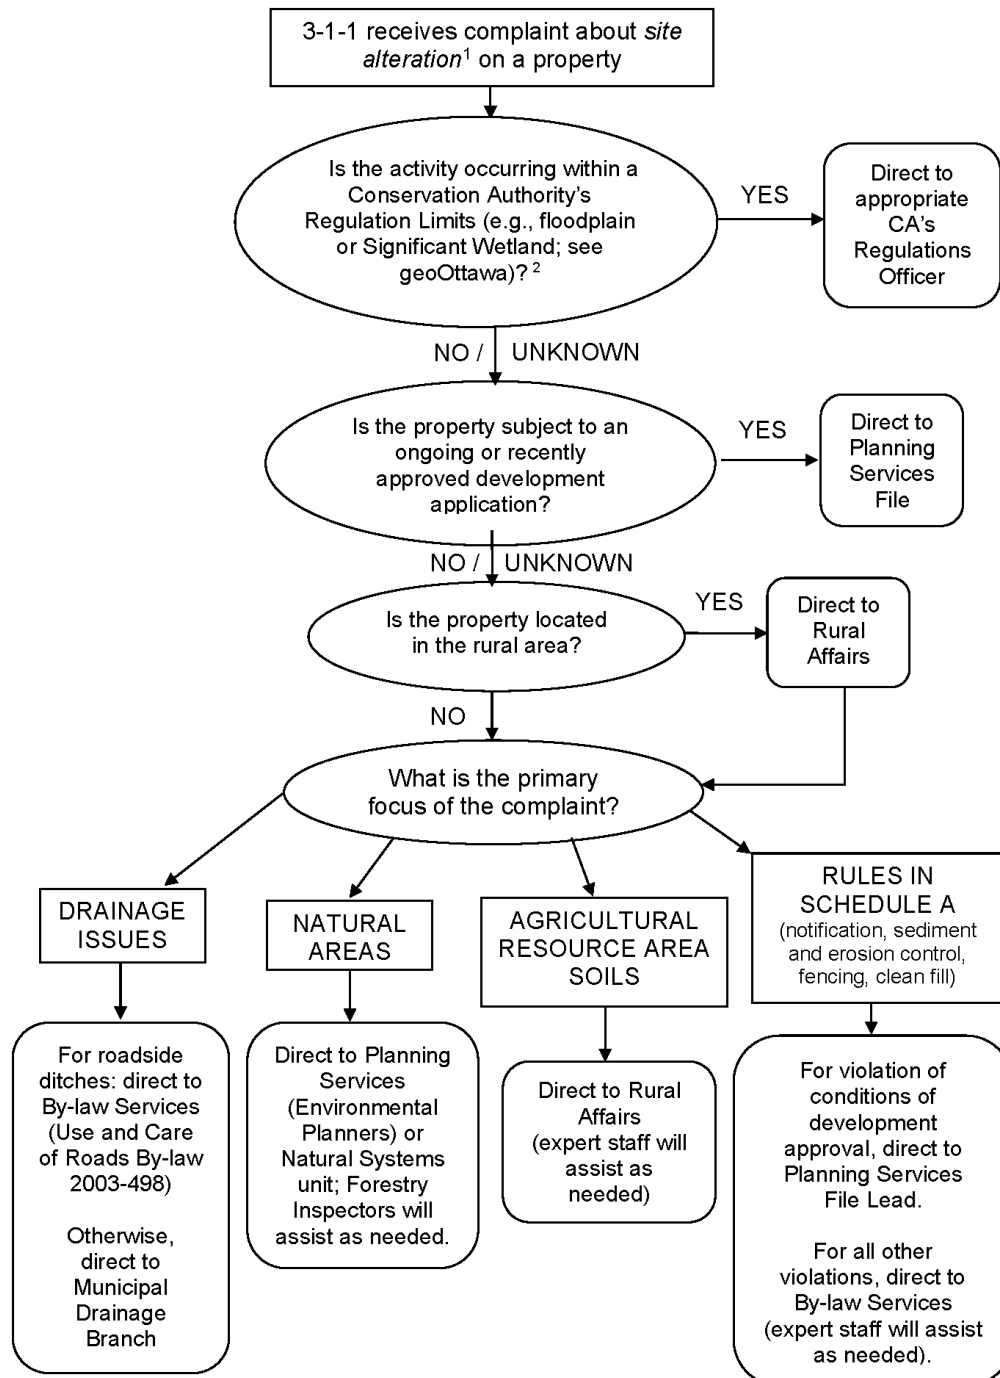 3-1-1 receives complaint about site
alteration¹ on a property
Is the activity occurring within a
Conservation Authority's
Regulation Limits (e.g., floodplain
or Significant Wetland; see
geoOttawa)? ²
YES
Direct to
appropriate
CA's
Regulations
Officer
NO / UNKNOWN
Is the property subject to an
ongoing or recently
approved development
application?
YES
Direct to
Planning
Services
File
NO / UNKNOWN
Is the property located
in the rural area?
YES
Direct to
Rural
Affairs
NO
What is the primary
focus of the complaint?
DRAINAGE
ISSUES
NATURAL
AREAS
AGRICULTURAL
RESOURCE AREA
SOILS
RULES IN
SCHEDULE A
(notification, sediment
and erosion control,
fencing, clean fill)
For roadside
ditches: direct to
By-law Services
(Use and Care
of Roads By-law
2003-498)
Otherwise,
direct to
Municipal
Drainage
Branch
Direct to Planning
Services
(Environmental
Planners) or
Natural Systems
unit; Forestry
Inspectors will
assist as needed.
Direct to Rural
Affairs
(expert staff will
assist as
needed)
For violation of
conditions of
development
approval, direct to
Planning Services
File Lead.
For all other
violations, direct to
By-law Services
(expert staff will assist
as needed).